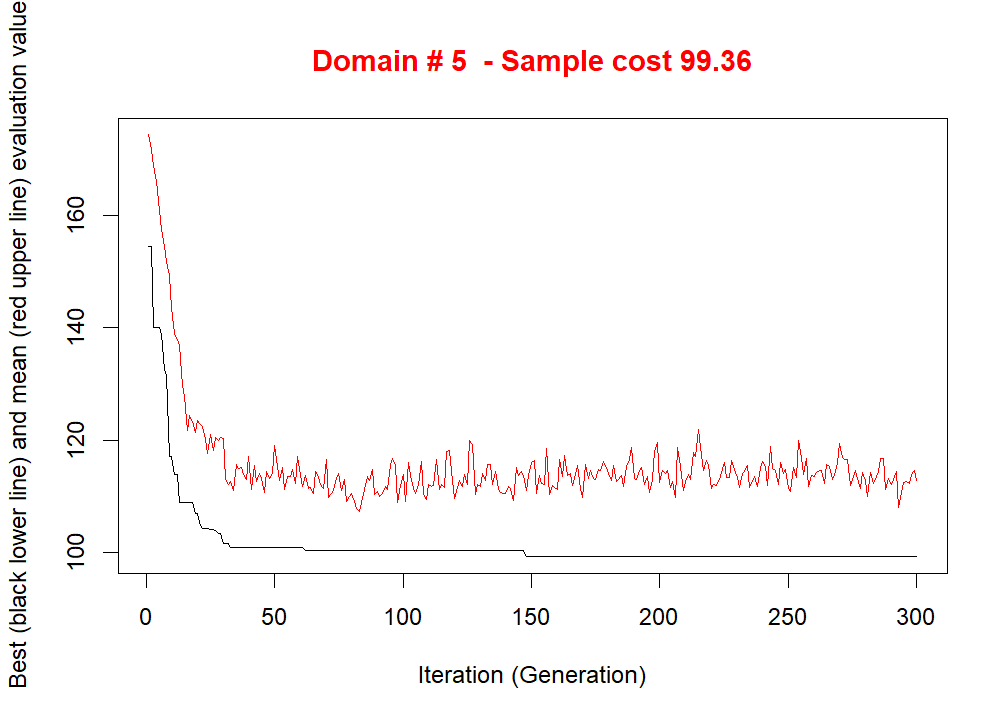 Domain # 5  - Sample cost 99.36
Best (black lower line) and mean (red upper line) evaluation value
160
140
120
100
0 50 100 150 200 250 300
Iteration (Generation)